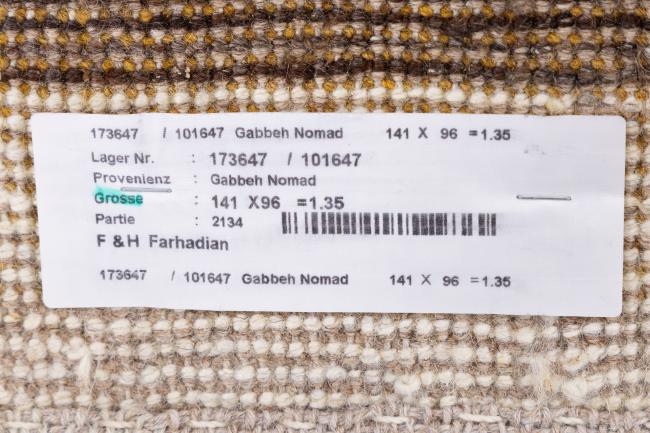 173647 / 101647 Gabbeh Nomad 141 X 96 =1.35
Lager Nr. : 173647 / 101647
Provenienz : Gabbeh Nomad
Grosse : 141 X96 =1.35
Partie : 2134
F &H Farhadian
173647 / 101647 Gabbeh Nomad 141 X 96 =1.35